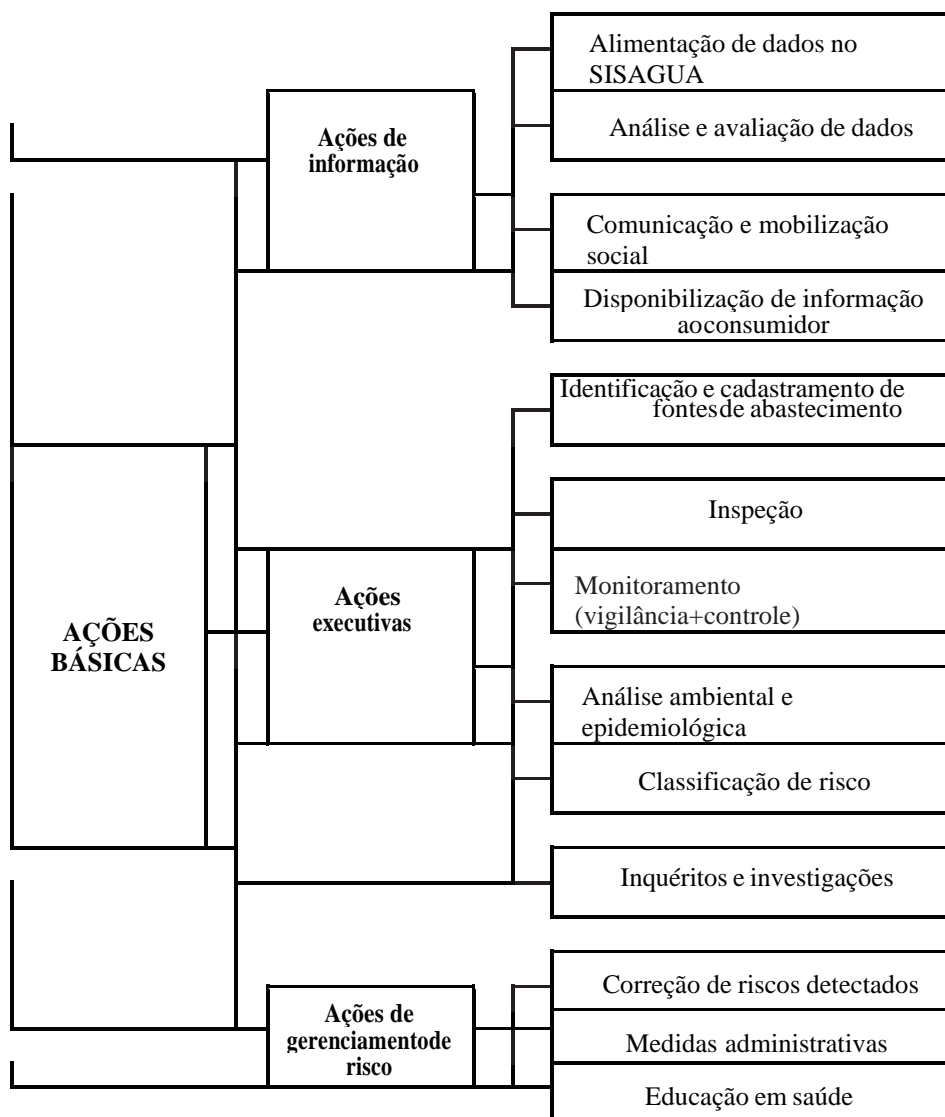 Alimentação de dados no
SISAGUA
Análise e avaliação de dados
Ações de
informação
Comunicação e mobilização
social
Disponibilização de informação
aoconsumidor
Identificação e cadastramento de
fontesde abastecimento
Inspeção
Monitoramento
(vigilância+controle)
Ações
executivas
AÇÕES
BÁSICAS
Análise ambiental e
epidemiológica
Classificação de risco
Inquéritos e investigações
Correção de riscos detectados
Ações de
gerenciamentode
risco
Medidas administrativas
Educação em saúde